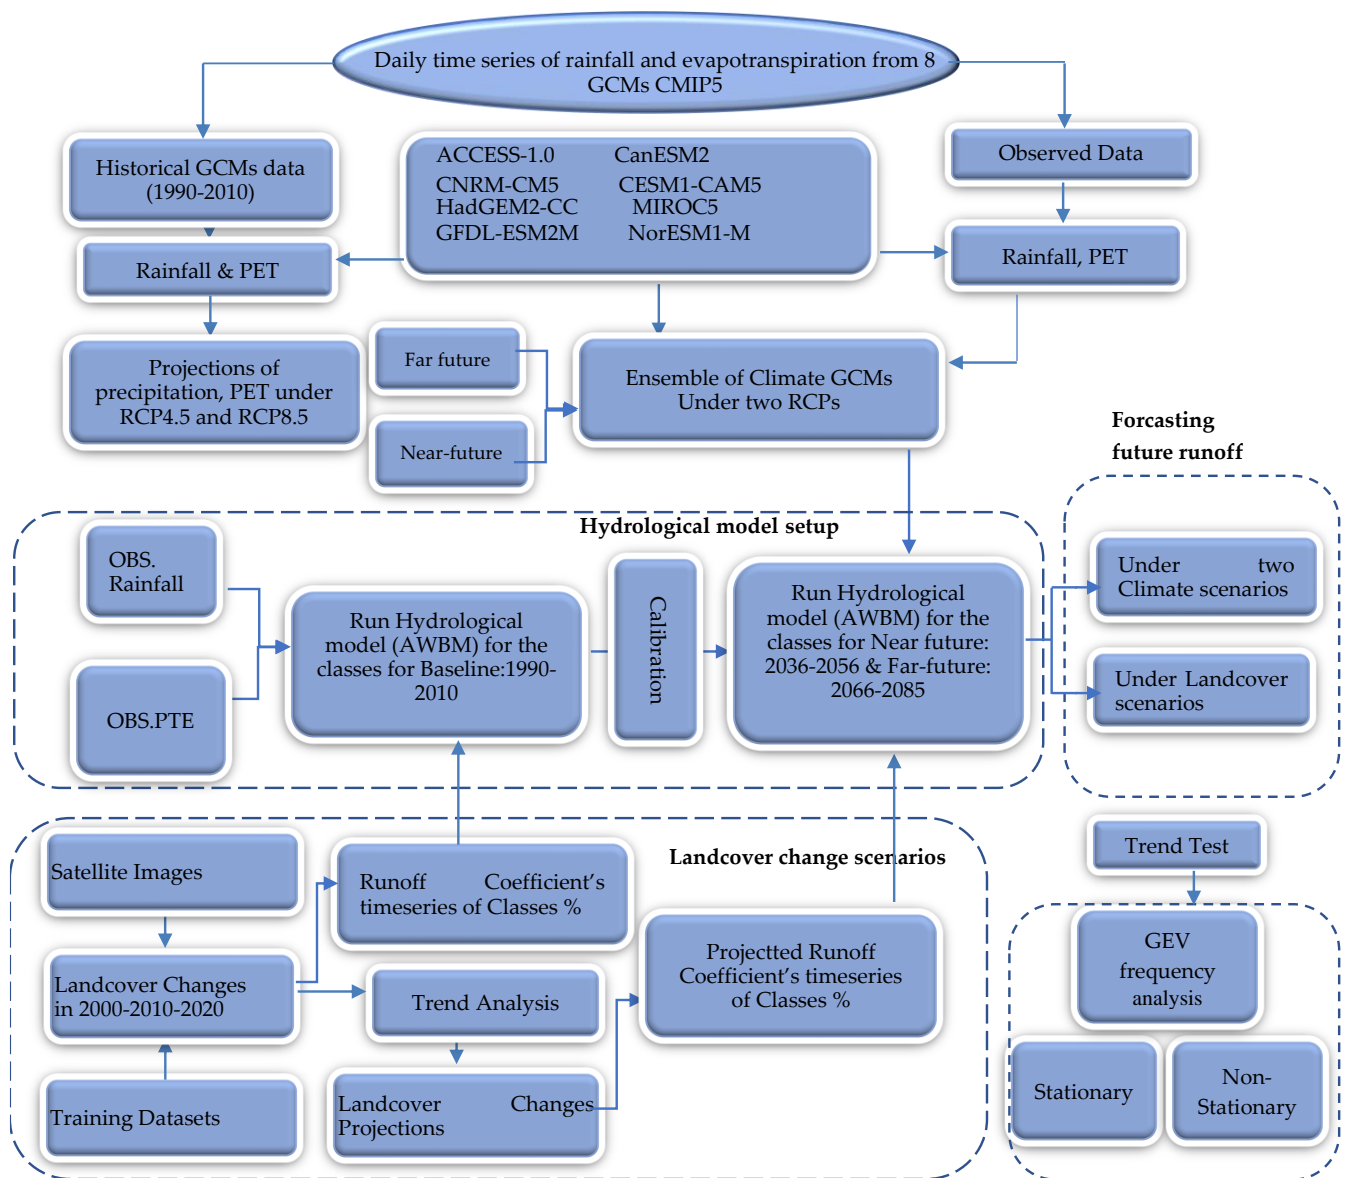 Daily time series of rainfall and evapotranspiration from 8
GCMs CMIP5
Historical GCMs data
(1990-2010)
ACCESS-1.0 CanESM2
CNRM-CM5 CESM1-CAM5
HadGEM2-CC MIROC5
GFDL-ESM2M NorESM1-M
Observed Data
Rainfall & PET
Rainfall, PET
Projections of
precipitation, PET under
RCP4.5 and RCP8.5
Far future
Near-future
Ensemble of Climate GCMs
Under two RCPs
Forcasting
future runoff
Hydrological model setup
OBS.
Rainfall
OBS.PTE
Run Hydrological
model (AWBM) for the
classes for Baseline:1990-
2010
Calibration
Run Hydrological
model (AWBM) for the
classes for Near future:
2036-2056 & Far-future:
2066-2085
Under two
Climate scenarios
Under Landcover
scenarios
Landcover change scenarios
Satellite Images
Landcover Changes
in 2000-2010-2020
Training Datasets
Runoff Coefficient's
timeseries of Classes %
Trend Analysis
Landcover Changes
Projections
Projectted Runoff
Coefficient's timeseries
of Classes %
Trend Test
GEV
frequency
analysis
Stationary
Non-
Stationary